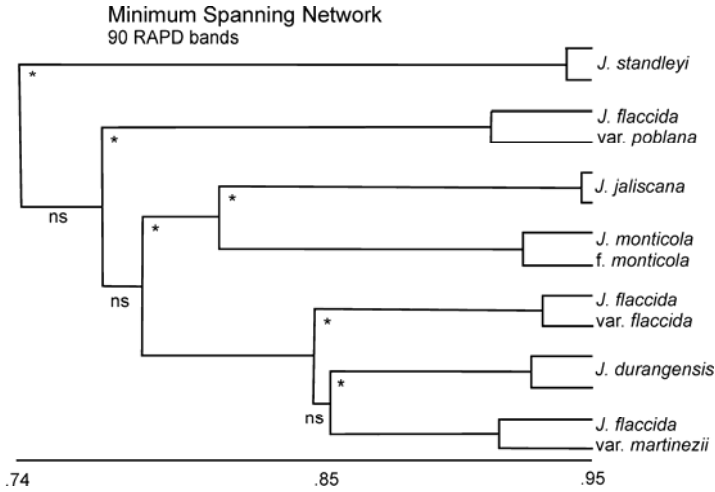 Minimum Spanning Network
90 RAPD bands
J. standleyi
*
J. flaccida
var. poblana
*
J. jaliscana
*
ns
*
J. monticola
f. monticola
ns
J. flaccida
var. flaccida
*
J. durangensis
*
ns
J. flaccida
var. martinezii
.74 .85 .95